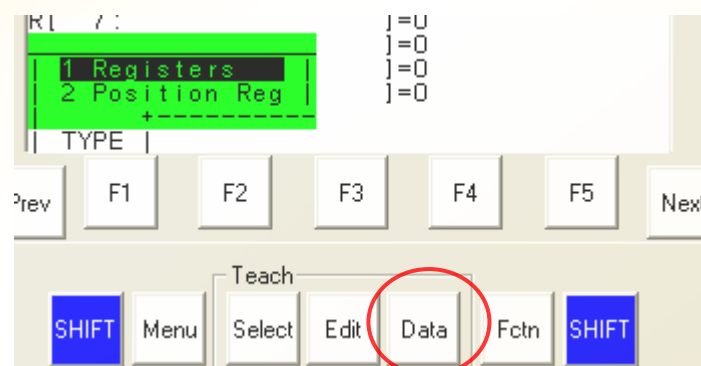 R[ 7: ]=0
]=0
1 Registers ]=0
2 Position Reg ]=0
TYPE
Prev F1 F2 F3 F4 F5 Next
Teach
SHIFT Menu Select Edit Data Fctn SHIFT